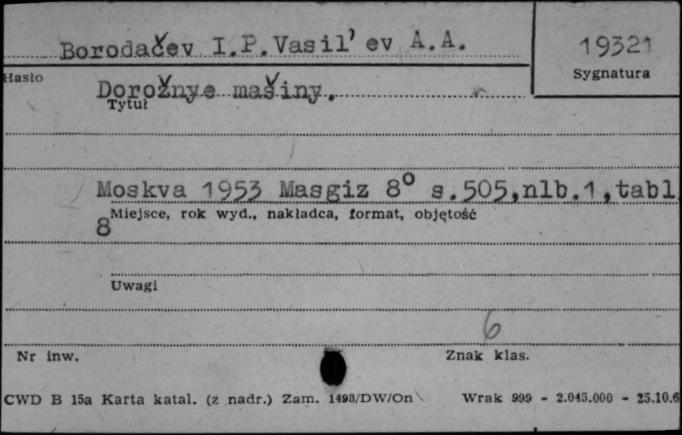 Borodačev I.P. Vasil'ev A.A.
19321
Hasło
Sygnatura
Dorožnye mašiny.
Tytuł
Moskva 1953 Masgiz 8° s.505,nlb.1,tabl
Miejsce, rok wyd., nakładca, format, objętość
8
Uwagi
6
Nr inw.
Znak klas.
CWD B 15a Karta katal. (z nadr.) Zam. 1498/DW/On
Wrak 999 - 2.045.000 - 25.10.6